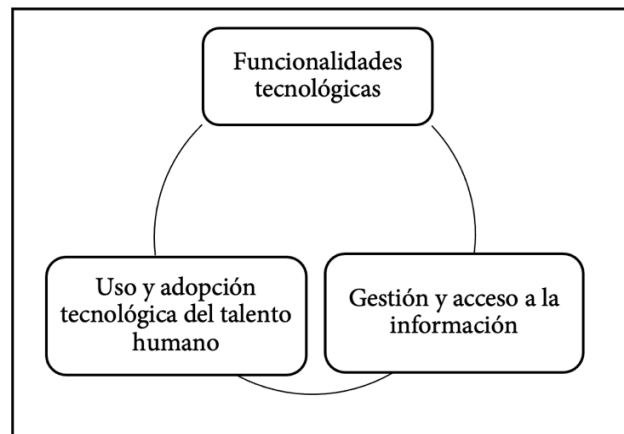 Funcionalidades
tecnológicas
Uso y adopción
tecnológica del talento
humano
Gestión y acceso a la
información